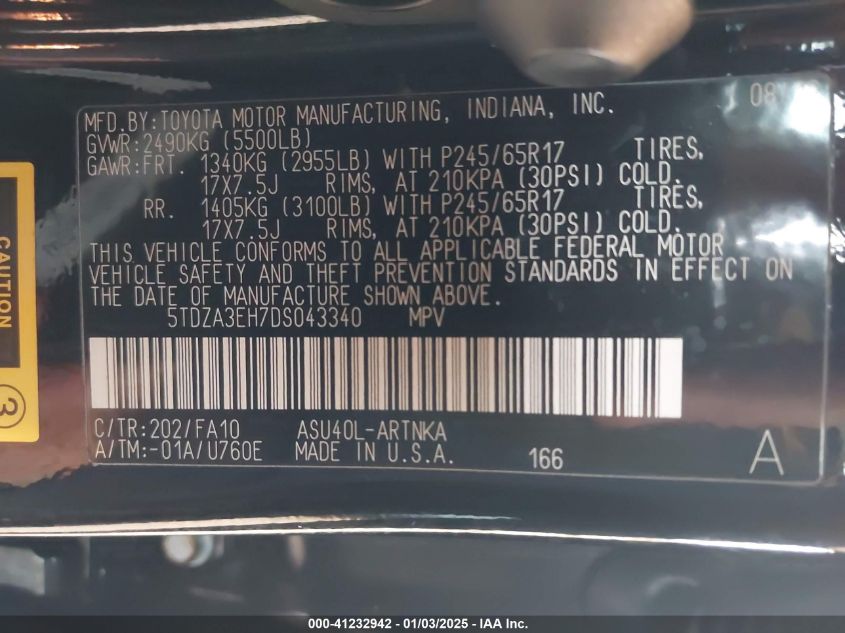 MFD.BY:TOYOTA MOTOR MANUFACTURING, INDIANA, INC. 08
GVWR:2490KG (5500LB)
GAWR:FRT. 1340KG (2955LB) WITH P245/65R17 TIRES,
17X7.5J RIMS, AT 210KPA (30PSI) COLD.
RR. 1405KG (3100LB) WITH P245/65R17 TIRES,
17X7.5J RIMS, AT 210KPA (30PSI) COLD.
THIS VEHICLE CONFORMS TO ALL APPLICABLE FEDERAL MOTOR
VEHICLE SAFETY AND THEFT PREVENTION STANDARDS IN EFFECT ON
THE DATE OF MANUFACTURE SHOWN ABOVE.
5TDZA3EH7DS043340 MPV
C/TR:202/FA10 ASU40L-ARTNKA
A/TM:-01A/U760E MADE IN U.S.A. 166 A
CAUTION
3
000-41232942 - 01/03/2025 - IAA Inc.